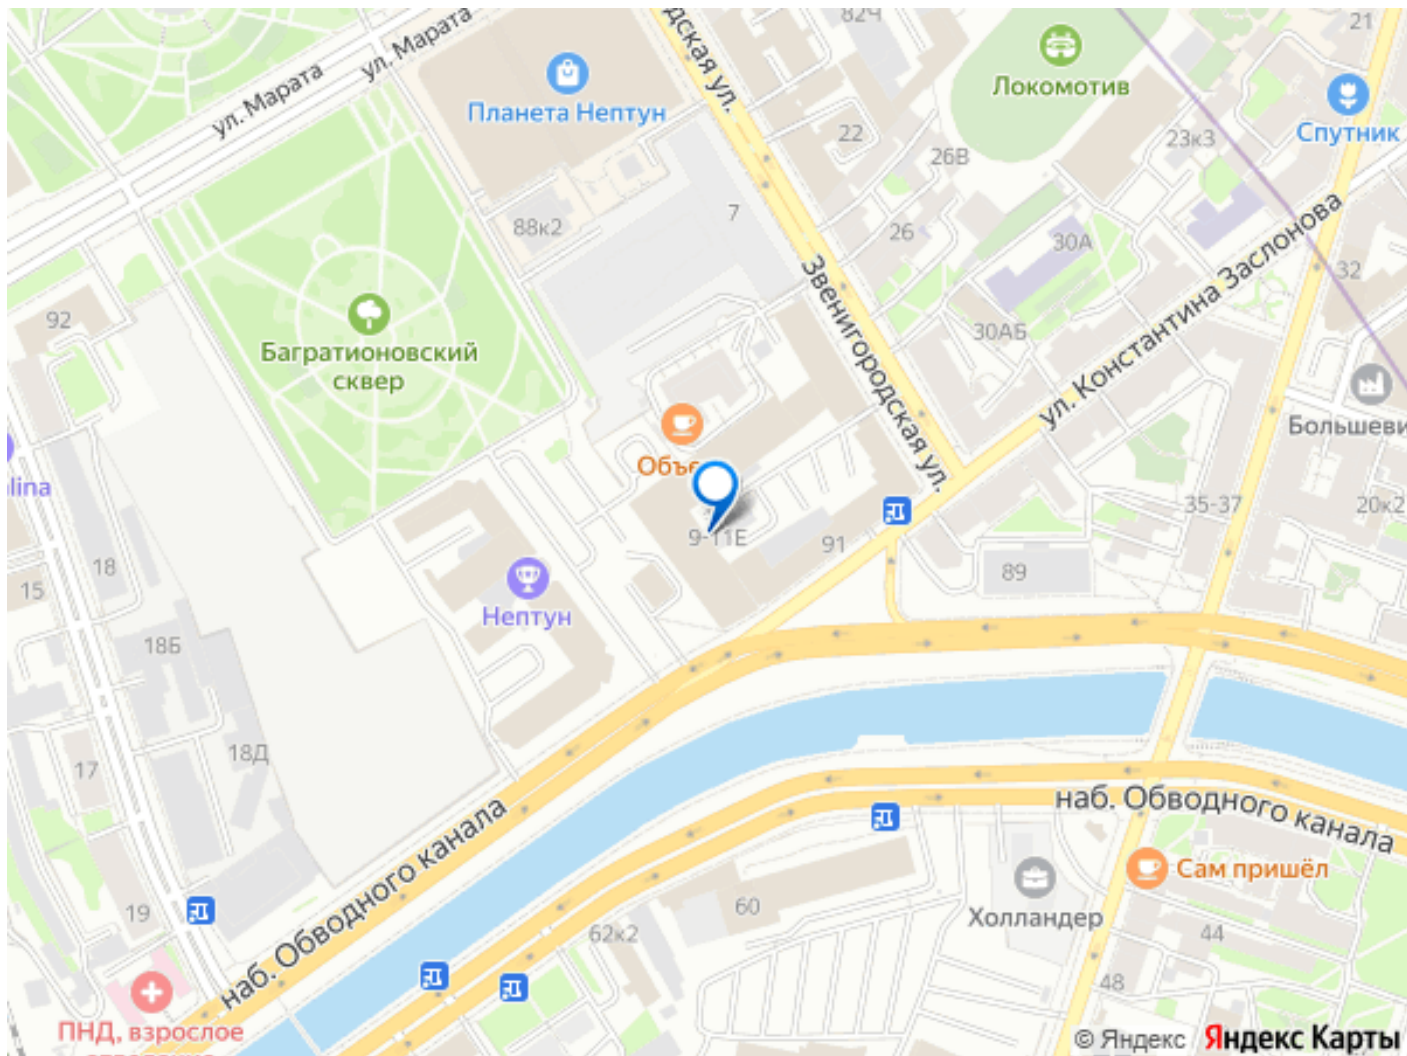 ул. Марата
ул. Марата
дская ул.
82Ч
21
Планета Нептун
Локомотив
Спутник
22
26В
23к3
7
88к2
26
30А
32
Звенигородская ул.
ул. Константина Заслонова
92
Багратионовский
сквер
30АБ
Большеви
Объе
lina
9-11Е
91
35-37
20к2
89
15
18
Нептун
18Б
18Д
17
наб. Обводного канала
наб. Обводного канала
Сам пришёл
Холландер
19
60
62к2
44
48
ПНД, взрослое
отделение
© Яндекс Яндекс Карты